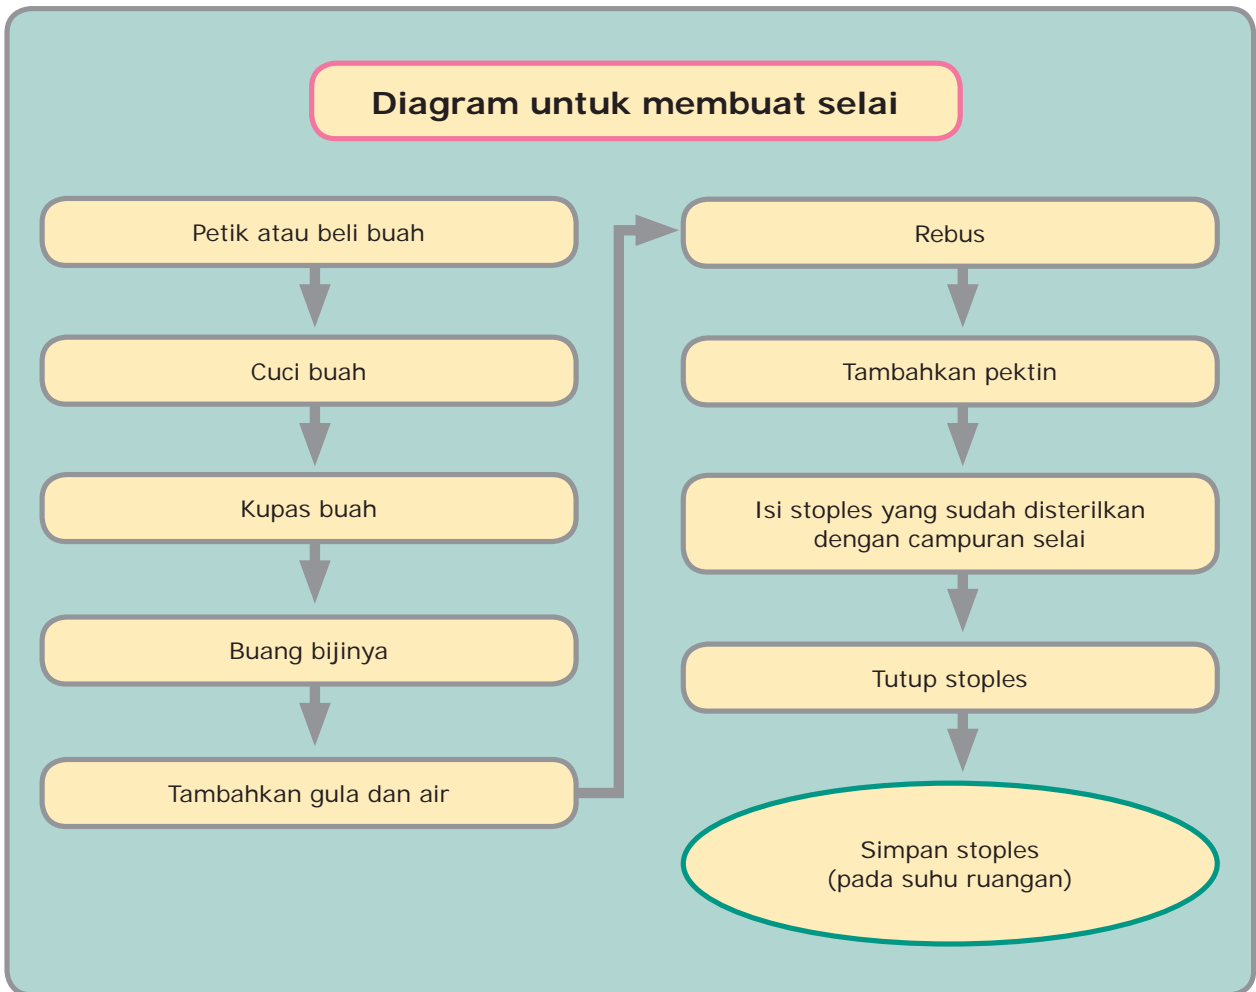 Diagram untuk membuat selai
Petik atau beli buah
Cuci buah
Kupas buah
Buang bijinya
Tambahkan gula dan air
Rebus
Tambahkan pektin
Isi stoples yang sudah disterilkan
dengan campuran selai
Tutup stoples
Simpan stoples
(pada suhu ruangan)